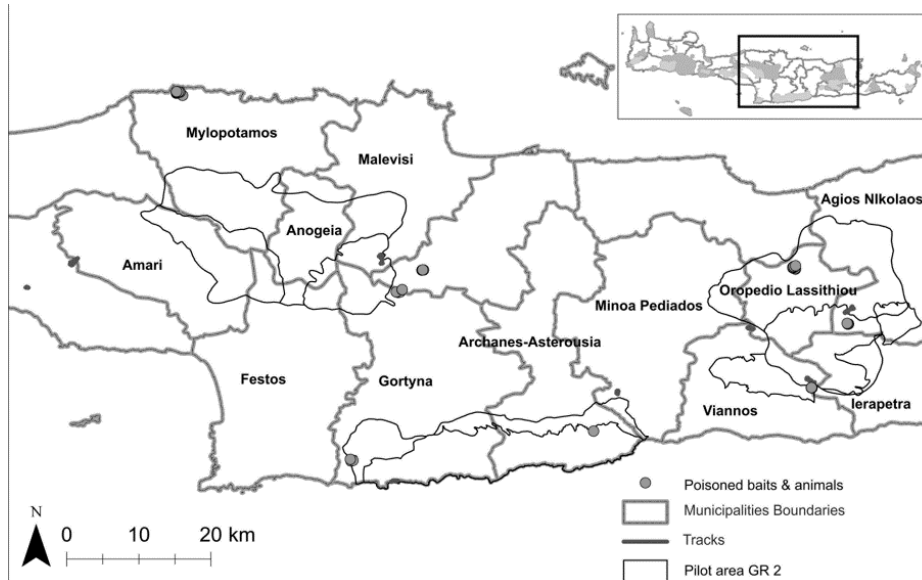 Mylopotamos
Malevisi
Agios NIkolaos
Anogeia
Amari
Oropedio Lassithiou
Minoa Pediados
Archanes-Asterousia
Festos
Gortyna
Viannos
Ierapetra
N
0 10 20 km
Poisoned baits & animals
Municipalities Boundaries
Tracks
Pilot area GR 2